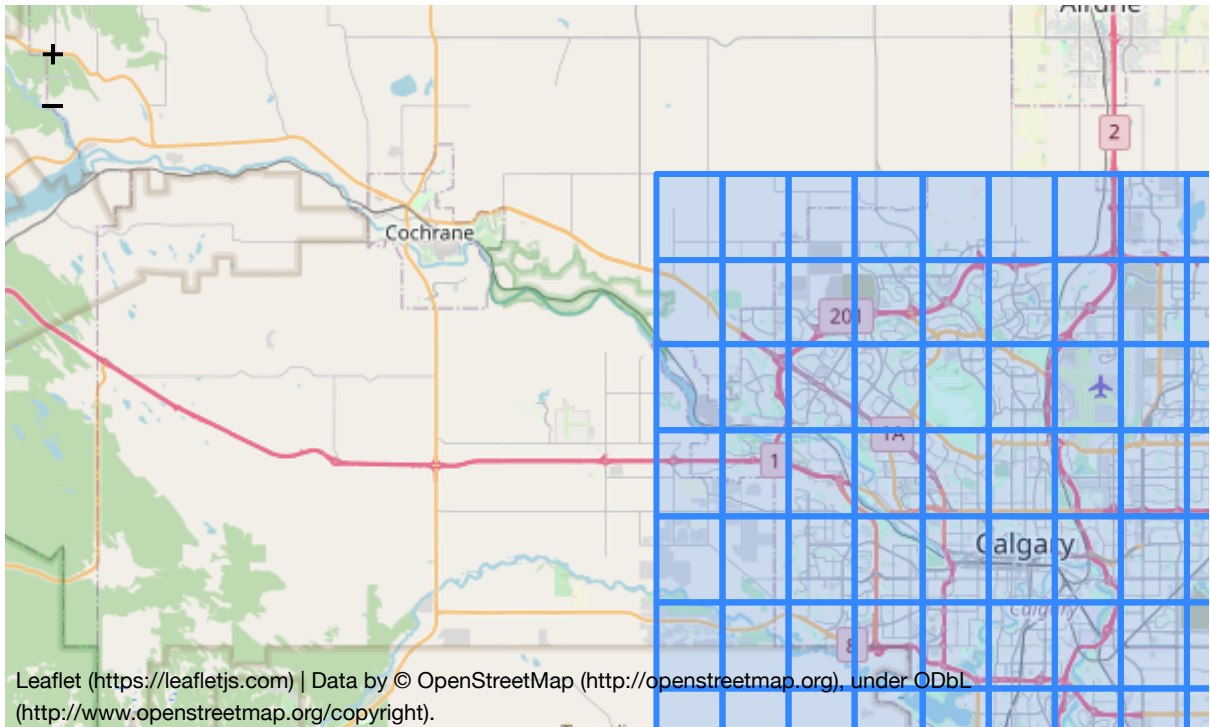 Airdrie
+
−
2
Cochrane
201
1A
1
Calgary
Calgary
8
Leaflet (https://leafletjs.com) | Data by © OpenStreetMap (http://openstreetmap.org), under ODbL
(http://www.openstreetmap.org/copyright).